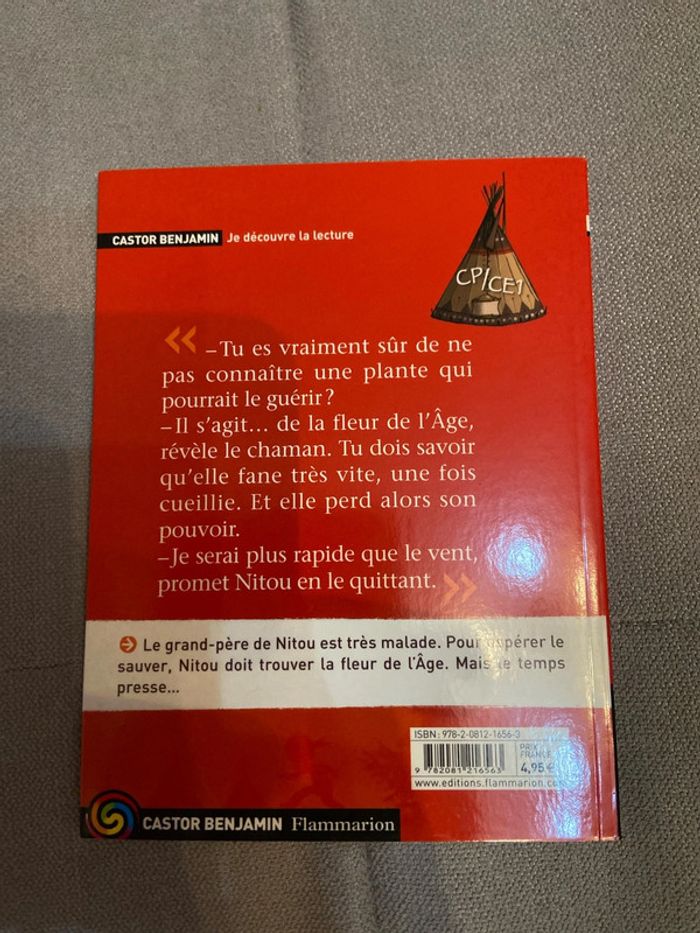 CASTOR BENJAMIN Je découvre la lecture
CP/CE1
«
–Tu es vraiment sûr de ne
pas connaître une plante qui
pourrait le guérir ?
–Il s'agit… de la fleur de l'Âge,
révèle le chaman. Tu dois savoir
qu'elle fane très vite, une fois
cueillie. Et elle perd alors son
pouvoir.
–Je serai plus rapide que le vent,
promet Nitou en le quittant. »
Le grand-père de Nitou est très malade. Pour espérer le
sauver, Nitou doit trouver la fleur de l'Âge. Mais le temps
presse...
ISBN : 978-2-0812-1656-3
PRIX
FRANCE
4,95€
9 782081 216563
www.editions.flammarion.com
CASTOR BENJAMIN Flammarion